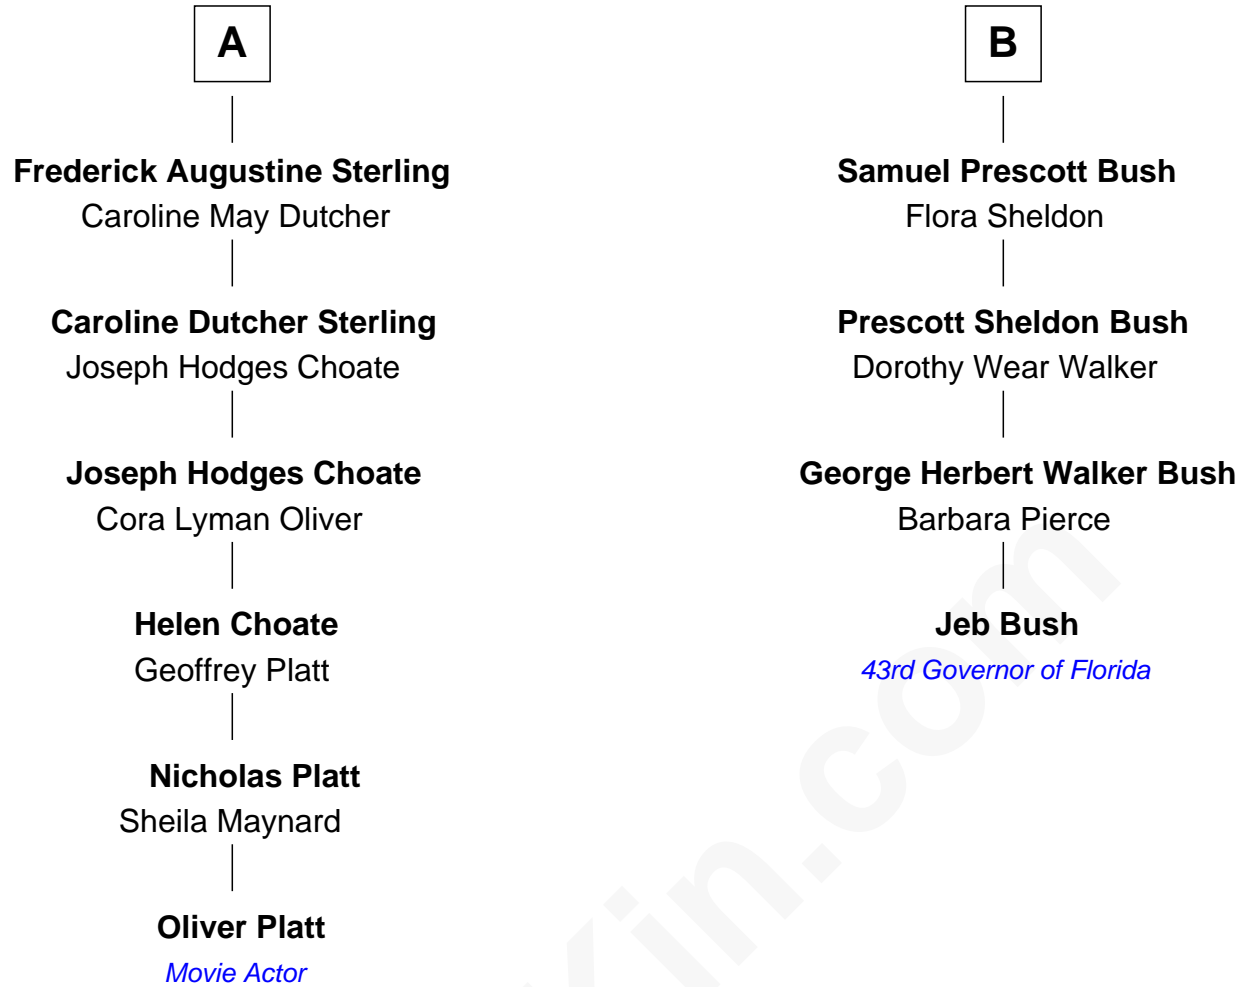 A
Frederick Augustine Sterling
Caroline May Dutcher
Caroline Dutcher Sterling
Joseph Hodges Choate
Joseph Hodges Choate
Cora Lyman Oliver
Helen Choate
Geoffrey Platt
Nicholas Platt
Sheila Maynard
Oliver Platt
Movie Actor
B
Samuel Prescott Bush
Flora Sheldon
Prescott Sheldon Bush
Dorothy Wear Walker
George Herbert Walker Bush
Barbara Pierce
Jeb Bush
43rd Governor of Florida
Kin.com